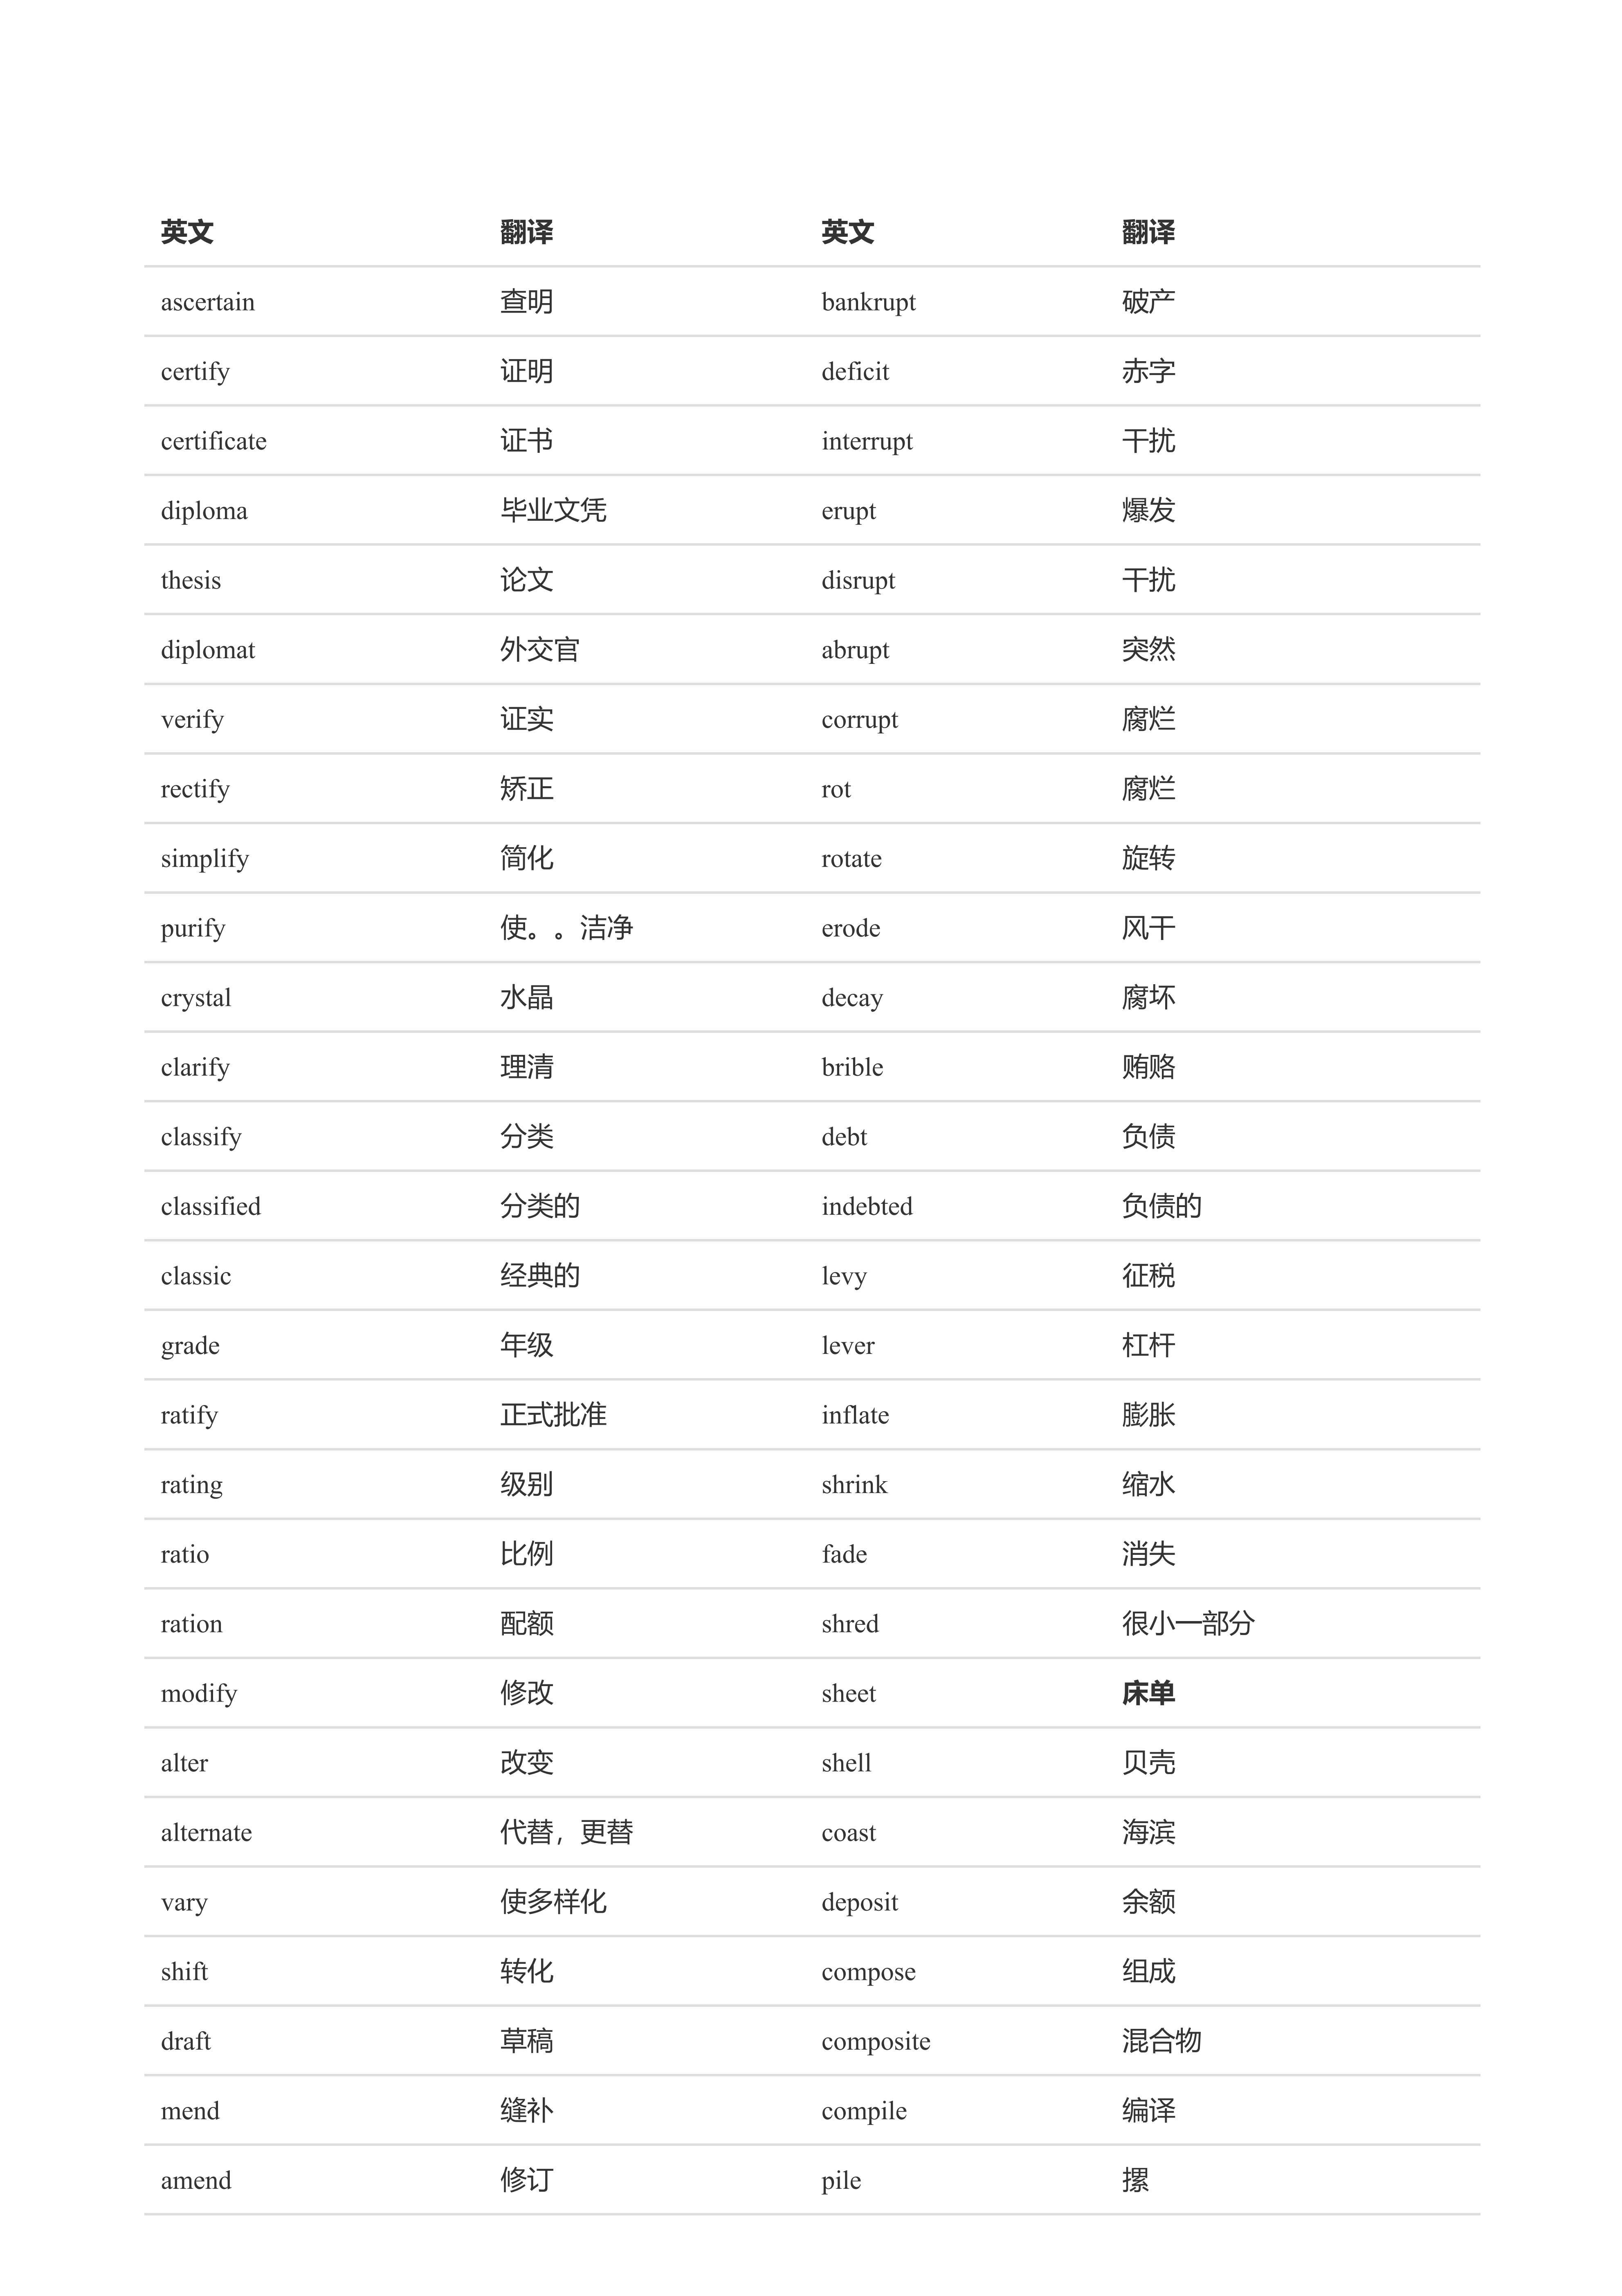 英文 翻译 英文 翻译
ascertain 查明 bankrupt 破产
certify 证明 deficit 赤字
certificate 证书 interrupt 干扰
diploma 毕业文凭 erupt 爆发
thesis 论文 disrupt 干扰
diplomat 外交官 abrupt 突然
verify 证实 corrupt 腐烂
rectify 矫正 rot 腐烂
simplify 简化 rotate 旋转
purify 使。。洁净 erode 风干
crystal 水晶 decay 腐坏
clarify 理清 brible 贿赂
classify 分类 debt 负债
classified 分类的 indebted 负债的
classic 经典的 levy 征税
grade 年级 lever 杠杆
ratify 正式批准 inflate 膨胀
rating 级别 shrink 缩水
ratio 比例 fade 消失
ration 配额 shred 很小一部分
modify 修改 sheet 床单
alter 改变 shell 贝壳
alternate 代替，更替 coast 海滨
vary 使多样化 deposit 余额
shift 转化 compose 组成
draft 草稿 composite 混合物
mend 缝补 compile 编译
amend 修订 pile 摞